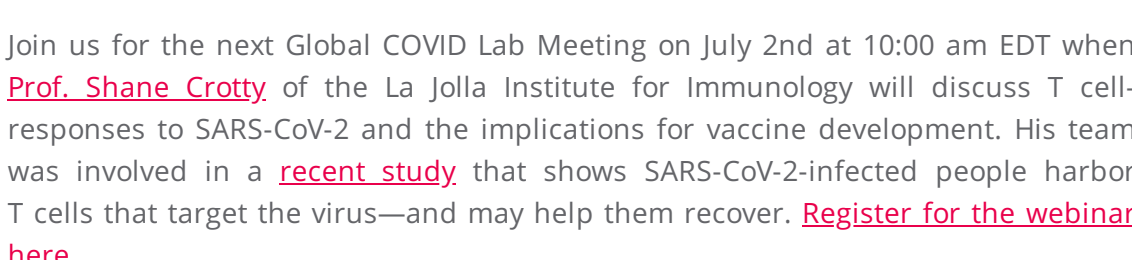 Join us for the next Global COVID Lab Meeting on July 2nd at 10:00 am EDT when
Prof. Shane Crotty of the La Jolla Institute for Immunology will discuss T cell-
responses to SARS-CoV-2 and the implications for vaccine development. His team
was involved in a recent study that shows SARS-CoV-2-infected people harbor
T cells that target the virus—and may help them recover. Register for the webinar
here